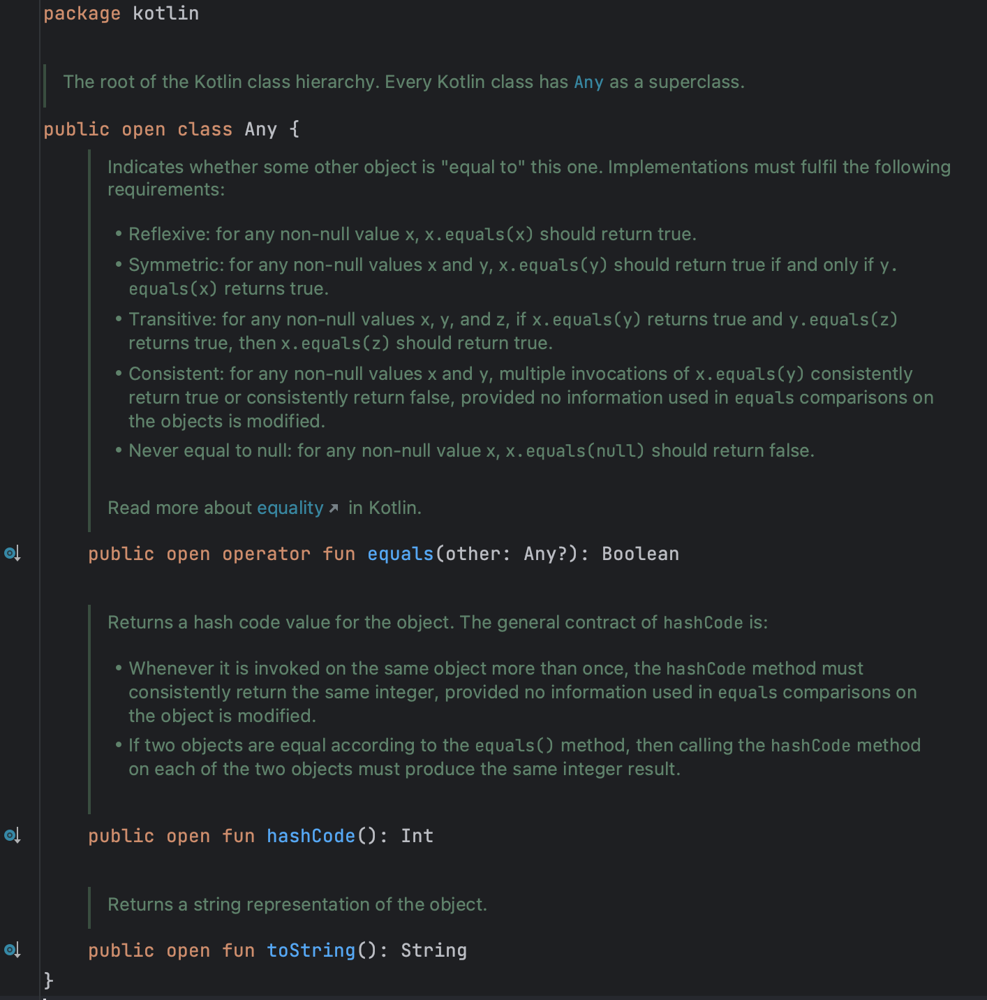 package kotlin
The root of the Kotlin class hierarchy. Every Kotlin class has Any as a superclass.
public open class Any {
Indicates whether some other object is "equal to" this one. Implementations must fulfil the following
requirements:
• Reflexive: for any non-null value x, x.equals(x) should return true.
• Symmetric: for any non-null values x and y, x.equals(y) should return true if and only if y.
equals(x) returns true.
• Transitive: for any non-null values x, y, and z, if x.equals(y) returns true and y.equals(z)
returns true, then x.equals(z) should return true.
• Consistent: for any non-null values x and y, multiple invocations of x.equals(y) consistently
return true or consistently return false, provided no information used in equals comparisons on
the objects is modified.
• Never equal to null: for any non-null value x, x.equals(null) should return false.
Read more about equality↗ in Kotlin.
public open operator fun equals(other: Any?): Boolean
Returns a hash code value for the object. The general contract of hashCode is:
• Whenever it is invoked on the same object more than once, the hashCode method must
consistently return the same integer, provided no information used in equals comparisons on
the object is modified.
• If two objects are equal according to the equals() method, then calling the hashCode method
on each of the two objects must produce the same integer result.
public open fun hashCode(): Int
Returns a string representation of the object.
public open fun toString(): String
}